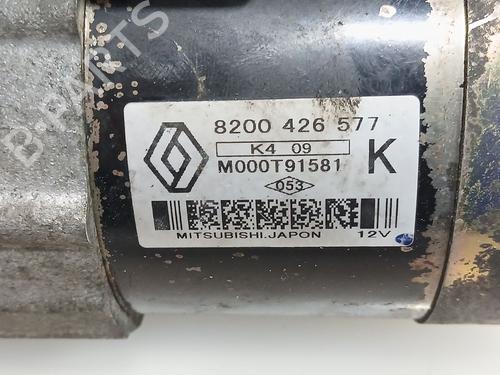 B-PARTS
8200 426 577
K4 09
M000T91581
K
053
MITSUBISHI.JAPON
12V